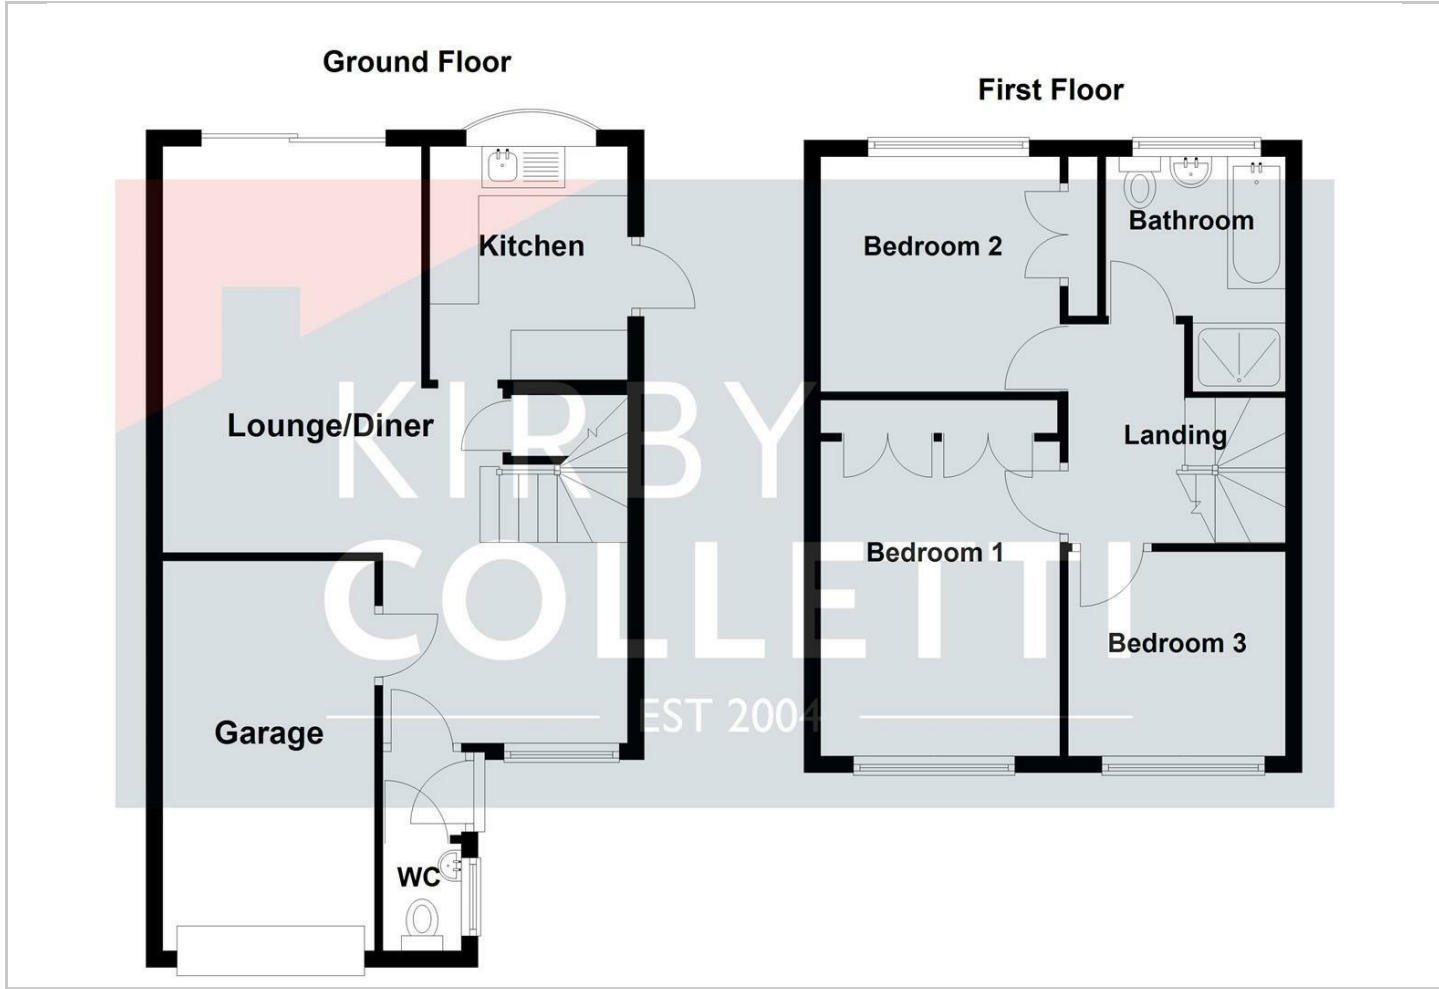 Ground Floor
Kitchen
Lounge/Diner
Garage
WC
First Floor
Bedroom 2
Bathroom
Landing
Bedroom 1
Bedroom 3
KIRBY
COLLETTI
EST 2004